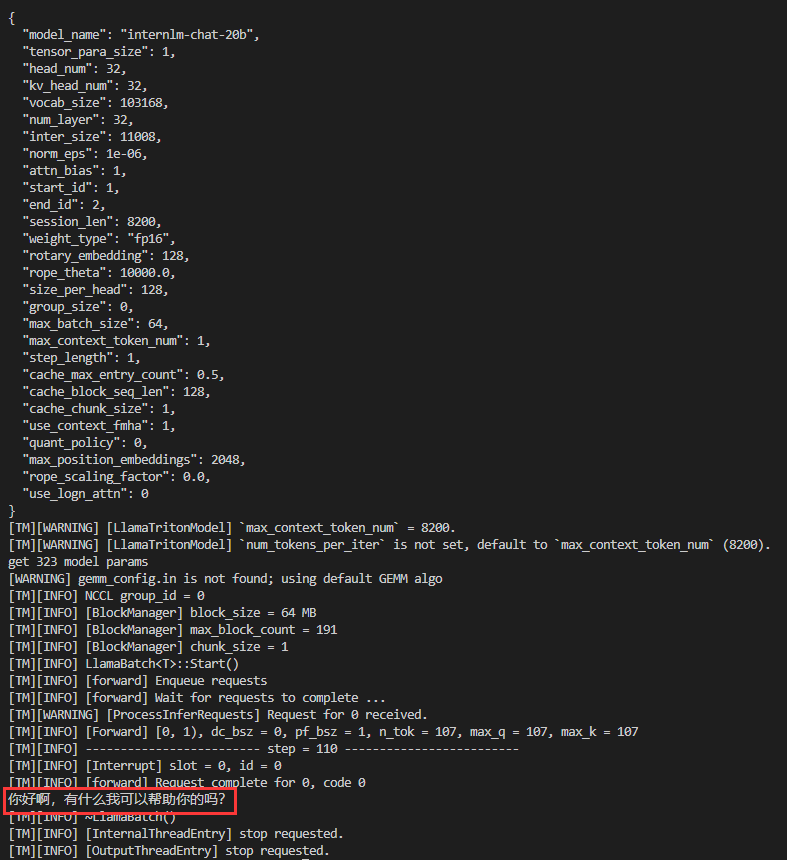 {
  "model_name": "internlm-chat-20b",
  "tensor_para_size": 1,
  "head_num": 32,
  "kv_head_num": 32,
  "vocab_size": 103168,
  "num_layer": 32,
  "inter_size": 11008,
  "norm_eps": 1e-06,
  "attn_bias": 1,
  "start_id": 1,
  "end_id": 2,
  "session_len": 8200,
  "weight_type": "fp16",
  "rotary_embedding": 128,
  "rope_theta": 10000.0,
  "size_per_head": 128,
  "group_size": 0,
  "max_batch_size": 64,
  "max_context_token_num": 1,
  "step_length": 1,
  "cache_max_entry_count": 0.5,
  "cache_block_seq_len": 128,
  "cache_chunk_size": 1,
  "use_context_fmha": 1,
  "quant_policy": 0,
  "max_position_embeddings": 2048,
  "rope_scaling_factor": 0.0,
  "use_logn_attn": 0
}
[TM][WARNING] [LlamaTritonModel] `max_context_token_num` = 8200.
[TM][WARNING] [LlamaTritonModel] `num_tokens_per_iter` is not set, default to `max_context_token_num` (8200).
get 323 model params
[WARNING] gemm_config.in is not found; using default GEMM algo
[TM][INFO] NCCL group_id = 0
[TM][INFO] [BlockManager] block_size = 64 MB
[TM][INFO] [BlockManager] max_block_count = 191
[TM][INFO] [BlockManager] chunk_size = 1
[TM][INFO] LlamaBatch<T>::Start()
[TM][INFO] [forward] Enqueue requests
[TM][INFO] [forward] Wait for requests to complete ...
[TM][WARNING] [ProcessInferRequests] Request for 0 received.
[TM][INFO] [Forward] [0, 1), dc_bsz = 0, pf_bsz = 1, n_tok = 107, max_q = 107, max_k = 107
[TM][INFO] ------------------------- step = 110 -------------------------
[TM][INFO] [Interrupt] slot = 0, id = 0
[TM][INFO] [forward] Request complete for 0, code 0
你好啊，有什么我可以帮助你的吗？
[TM][INFO] ~LlamaBatch()
[TM][INFO] [InternalThreadEntry] stop requested.
[TM][INFO] [OutputThreadEntry] stop requested.